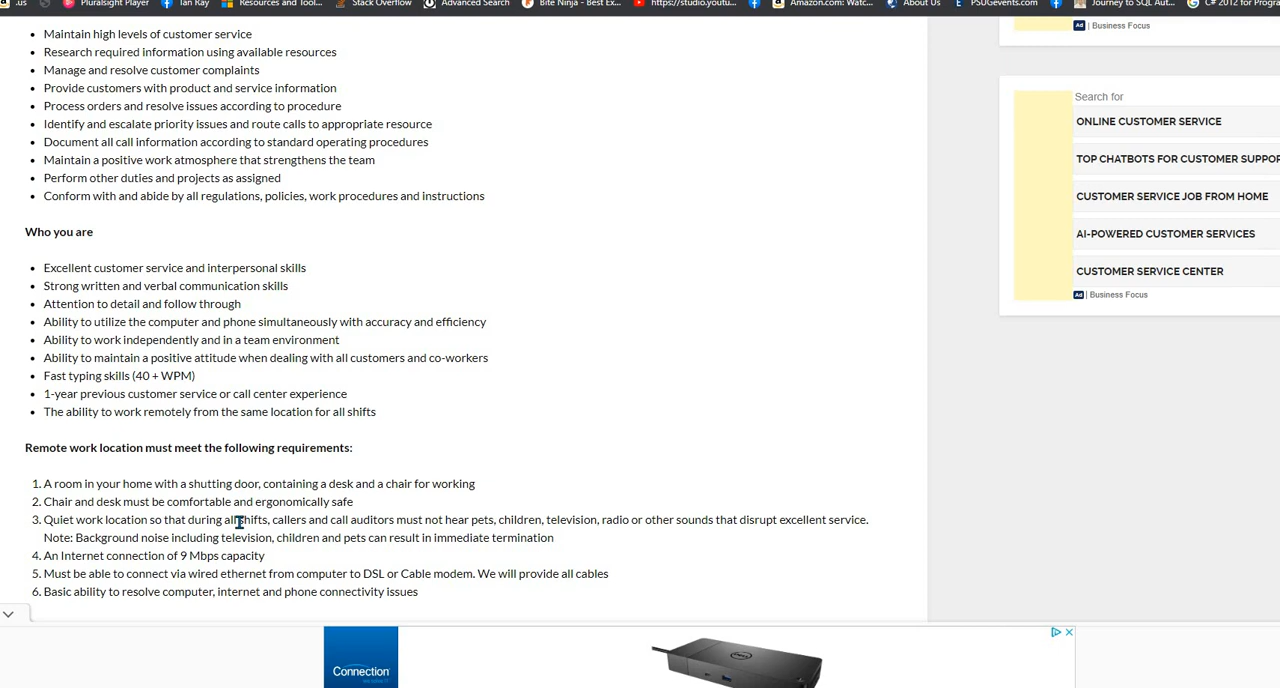 .us
Pluralsight Player
Ian Ray
Resources and Tool...
Stack Overflow
Advanced Search
Bite Ninja - Best Ex...
https://studio.youtu...
Amazon.com: Watc...
About Us
PSUGevents.com
Journey to SQL Aut...
C# 2012 for Progra
Maintain high levels of customer service
Research required information using available resources
Manage and resolve customer complaints
Provide customers with product and service information
Process orders and resolve issues according to procedure
Identify and escalate priority issues and route calls to appropriate resource
Document all call information according to standard operating procedures
Maintain a positive work atmosphere that strengthens the team
Perform other duties and projects as assigned
Conform with and abide by all regulations, policies, work procedures and instructions
Who you are
Excellent customer service and interpersonal skills
Strong written and verbal communication skills
Attention to detail and follow through
Ability to utilize the computer and phone simultaneously with accuracy and efficiency
Ability to work independently and in a team environment
Ability to maintain a positive attitude when dealing with all customers and co-workers
Fast typing skills (40 + WPM)
1-year previous customer service or call center experience
The ability to work remotely from the same location for all shifts
Remote work location must meet the following requirements:
1. A room in your home with a shutting door, containing a desk and a chair for working
2. Chair and desk must be comfortable and ergonomically safe
3. Quiet work location so that during all shifts, callers and call auditors must not hear pets, children, television, radio or other sounds that disrupt excellent service.
Note: Background noise including television, children and pets can result in immediate termination
4. An Internet connection of 9 Mbps capacity
5. Must be able to connect via wired ethernet from computer to DSL or Cable modem. We will provide all cables
6. Basic ability to resolve computer, internet and phone connectivity issues
Ad | Business Focus
Search for
ONLINE CUSTOMER SERVICE
TOP CHATBOTS FOR CUSTOMER SUPPOR
CUSTOMER SERVICE JOB FROM HOME
AI-POWERED CUSTOMER SERVICES
CUSTOMER SERVICE CENTER
Ad | Business Focus
Connection
DELL